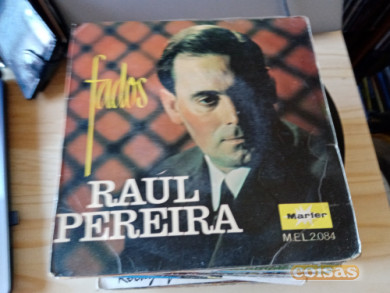 fados
RAUL
PEREIRA
Marfer
M.EL.2.084
coisas